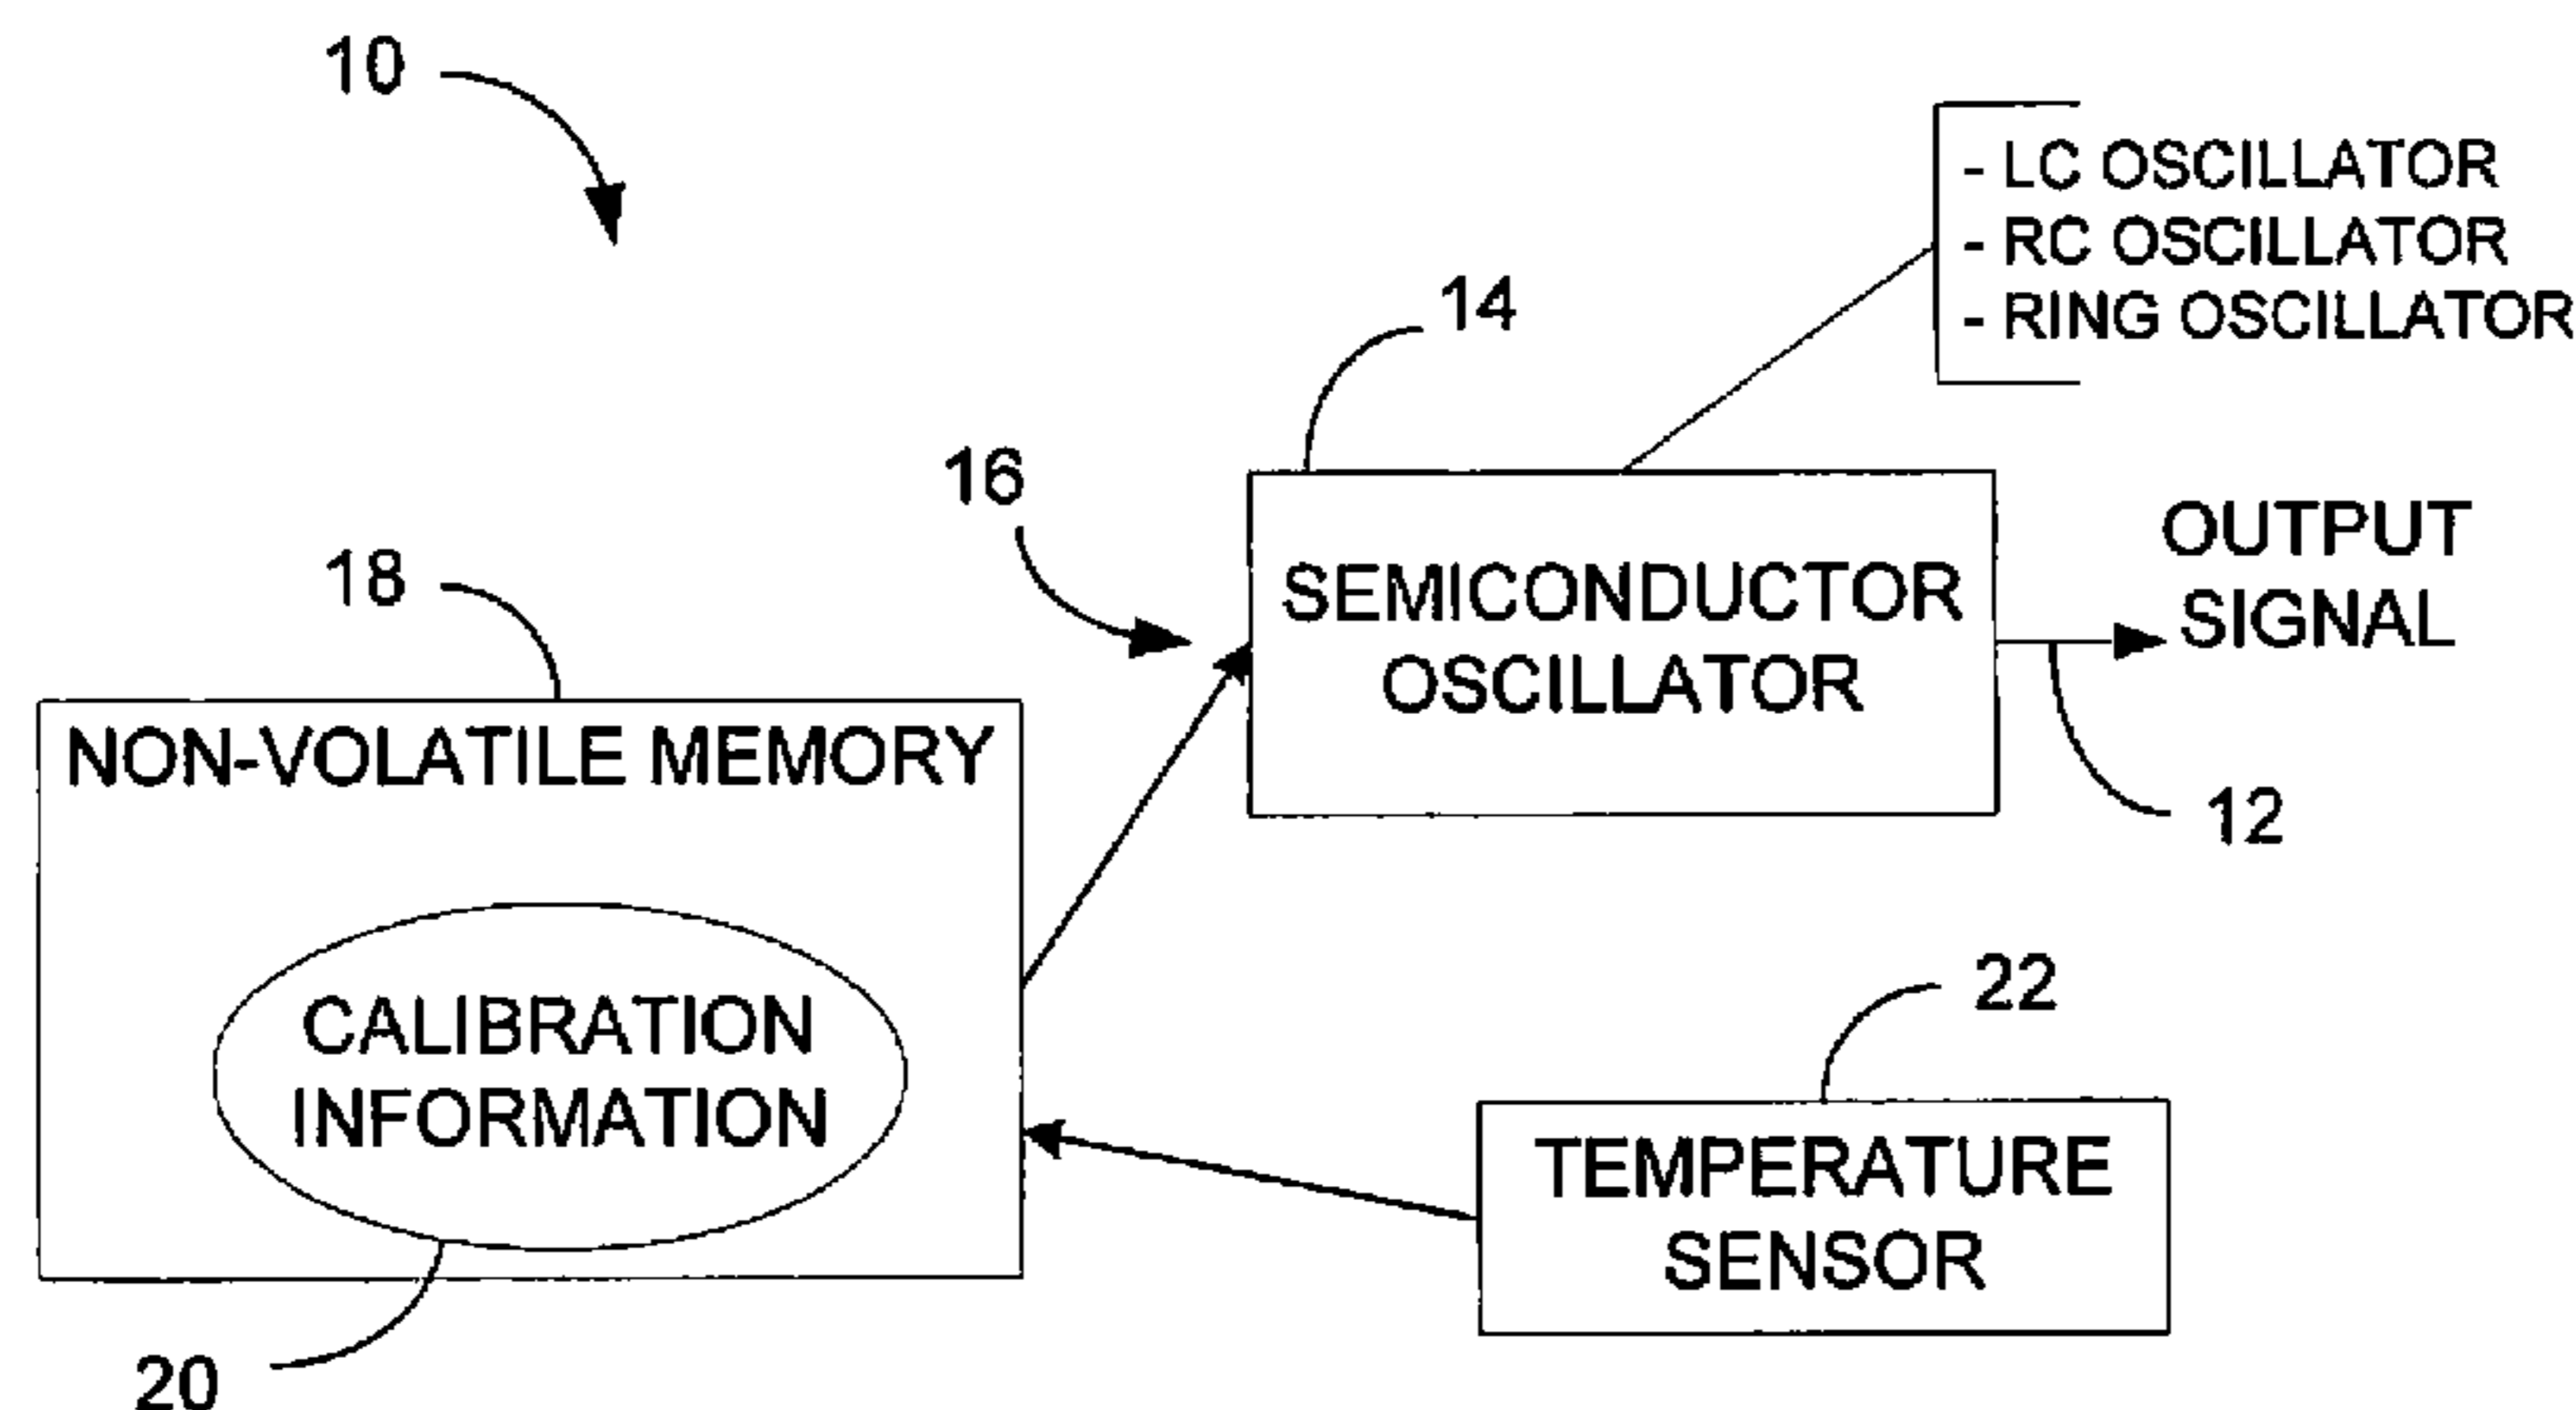 10
- LC OSCILLATOR
- RC OSCILLATOR
- RING OSCILLATOR
14
16
SEMICONDUCTOR
OSCILLATOR
OUTPUT
SIGNAL
12
18
NON-VOLATILE MEMORY
CALIBRATION
INFORMATION
20
22
TEMPERATURE
SENSOR